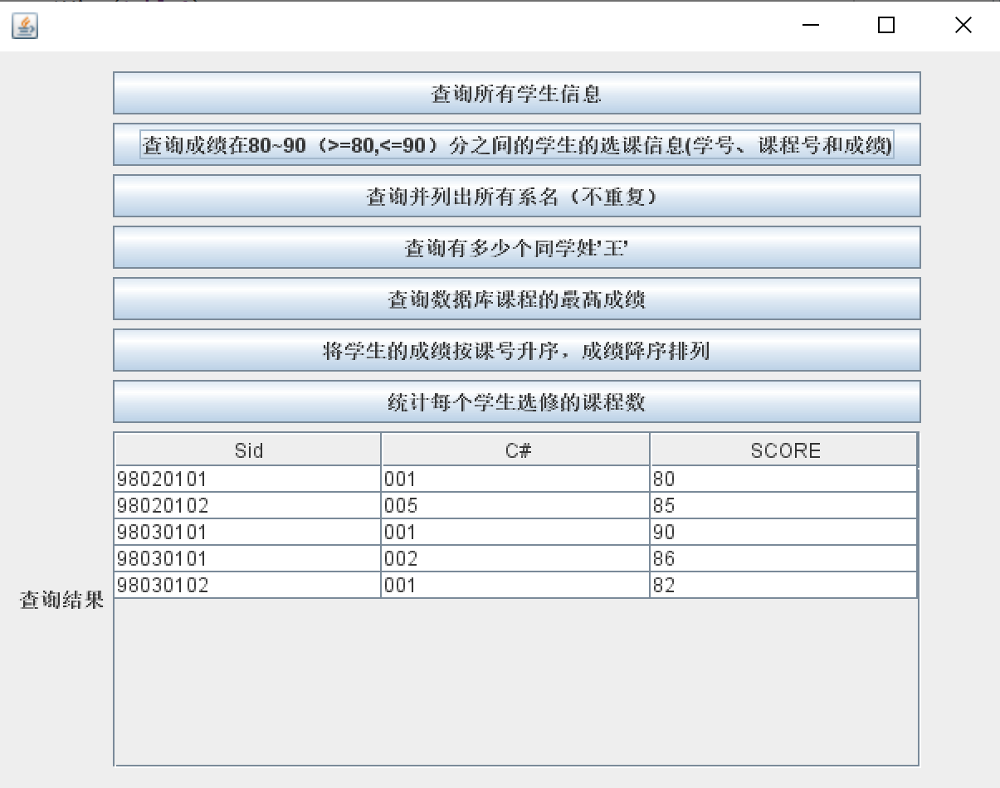 查询所有学生信息
查询成绩在80~90（>=80,<=90）分之间的学生的选课信息(学号、课程号和成绩)
查询并列出所有系名（不重复）
查询有多少个同学姓'王'
查询数据库课程的最高成绩
将学生的成绩按课号升序，成绩降序排列
统计每个学生选修的课程数
Sid C# SCORE
98020101 001 80
98020102 005 85
98030101 001 90
98030101 002 86
98030102 001 82
查询结果